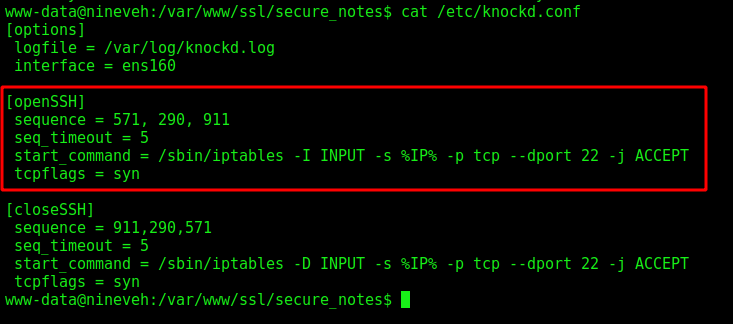 www-data@nineveh:/var/www/ssl/secure_notes$ cat /etc/knockd.conf
[options]
 logfile = /var/log/knockd.log
 interface = ens160
[openSSH]
 sequence = 571, 290, 911
 seq_timeout = 5
 start_command = /sbin/iptables -I INPUT -s %IP% -p tcp --dport 22 -j ACCEPT
 tcpflags = syn
[closeSSH]
 sequence = 911,290,571
 seq_timeout = 5
 start_command = /sbin/iptables -D INPUT -s %IP% -p tcp --dport 22 -j ACCEPT
 tcpflags = syn
www-data@nineveh:/var/www/ssl/secure_notes$